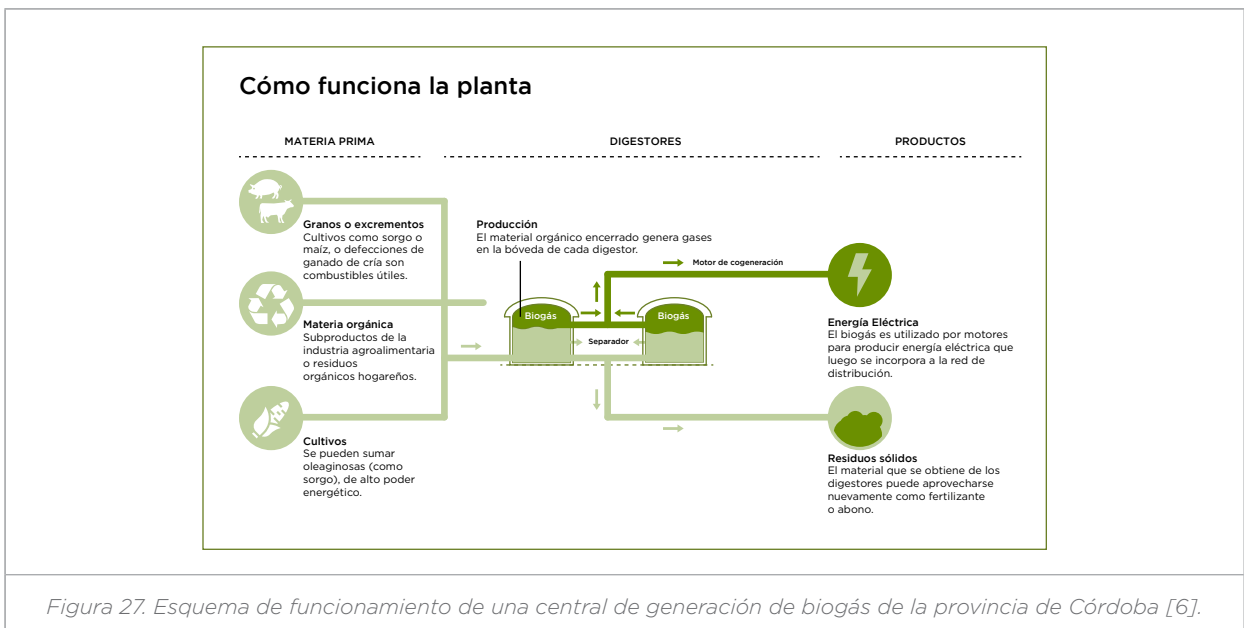 Cómo funciona la planta
MATERIA PRIMA
DIGESTORES
PRODUCTOS
Granos o excrementos
Cultivos como sorgo o
maíz, o defecciones de
ganado de cría son
combustibles útiles.
Materia orgánica
Subproductos de la
industria agroalimentaria
o residuos
orgánicos hogareños.
Cultivos
Se pueden sumar
oleaginosas (como
sorgo), de alto poder
energético.
Producción
El material orgánico encerrado genera gases
en la bóveda de cada digestor.
Motor de cogeneración
Biogás
Biogás
Separador
Energía Eléctrica
El biogás es utilizado por motores
para producir energía eléctrica que
luego se incorpora a la red de
distribución.
Residuos sólidos
El material que se obtiene de los
digestores puede aprovecharse
nuevamente como fertilizante
o abono.
Figura 27. Esquema de funcionamiento de una central de generación de biogás de la provincia de Córdoba [6].